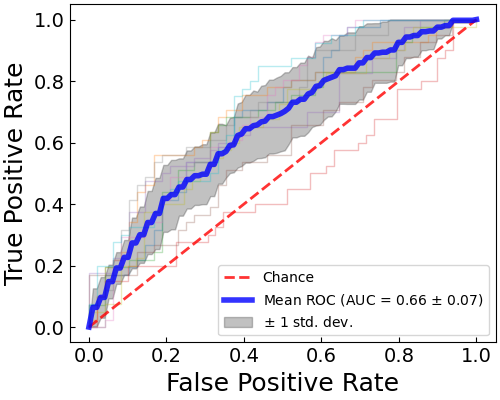 True Positive Rate
1.0
0.8
0.6
0.4
0.2
0.0
Chance
Mean ROC (AUC = 0.66 ± 0.07)
± 1 std. dev.
0.0 0.2 0.4 0.6 0.8 1.0
False Positive Rate